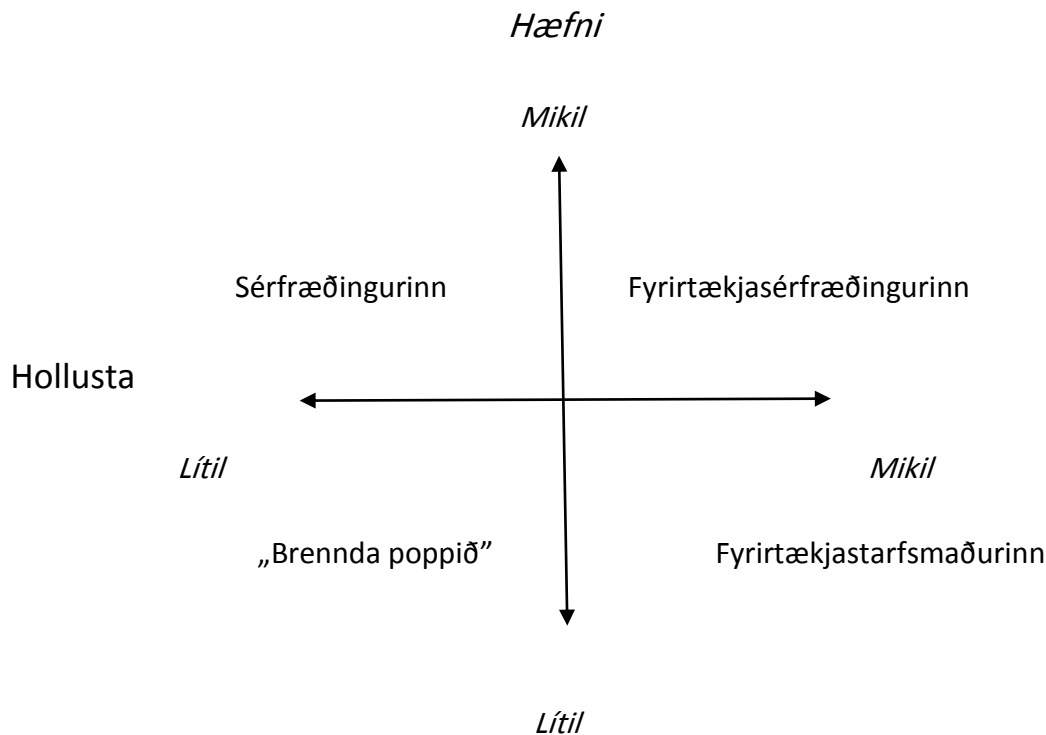 Hæfni
Mikil
Sérfræðingurinn Fyrirtækjasérfræðingurinn
Hollusta
Lítil Mikil
„Brennda poppið” Fyrirtækjastarfsmaðurinn
Lítil